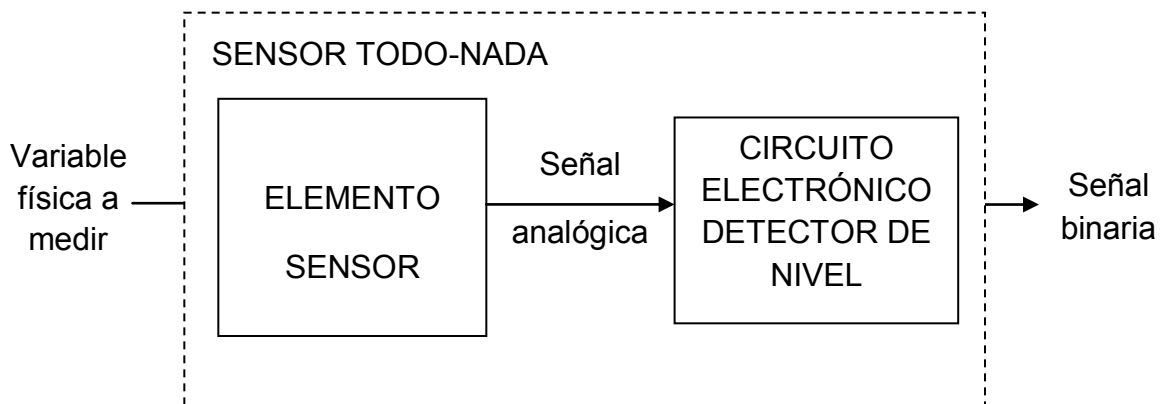 SENSOR TODO-NADA
Variable
física a
medir
ELEMENTO
SENSOR
Señal
analógica
CIRCUITO
ELECTRÓNICO
DETECTOR DE
NIVEL
Señal
binaria